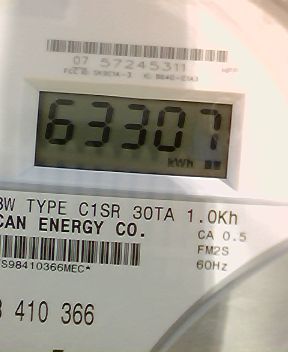 07 57245311
63307
kWh
3W TYPE C1SR 30TA 1.0Kh
CAN ENERGY CO.
CA 0.5
FM2S
60Hz
S98410366MEC*
410 366